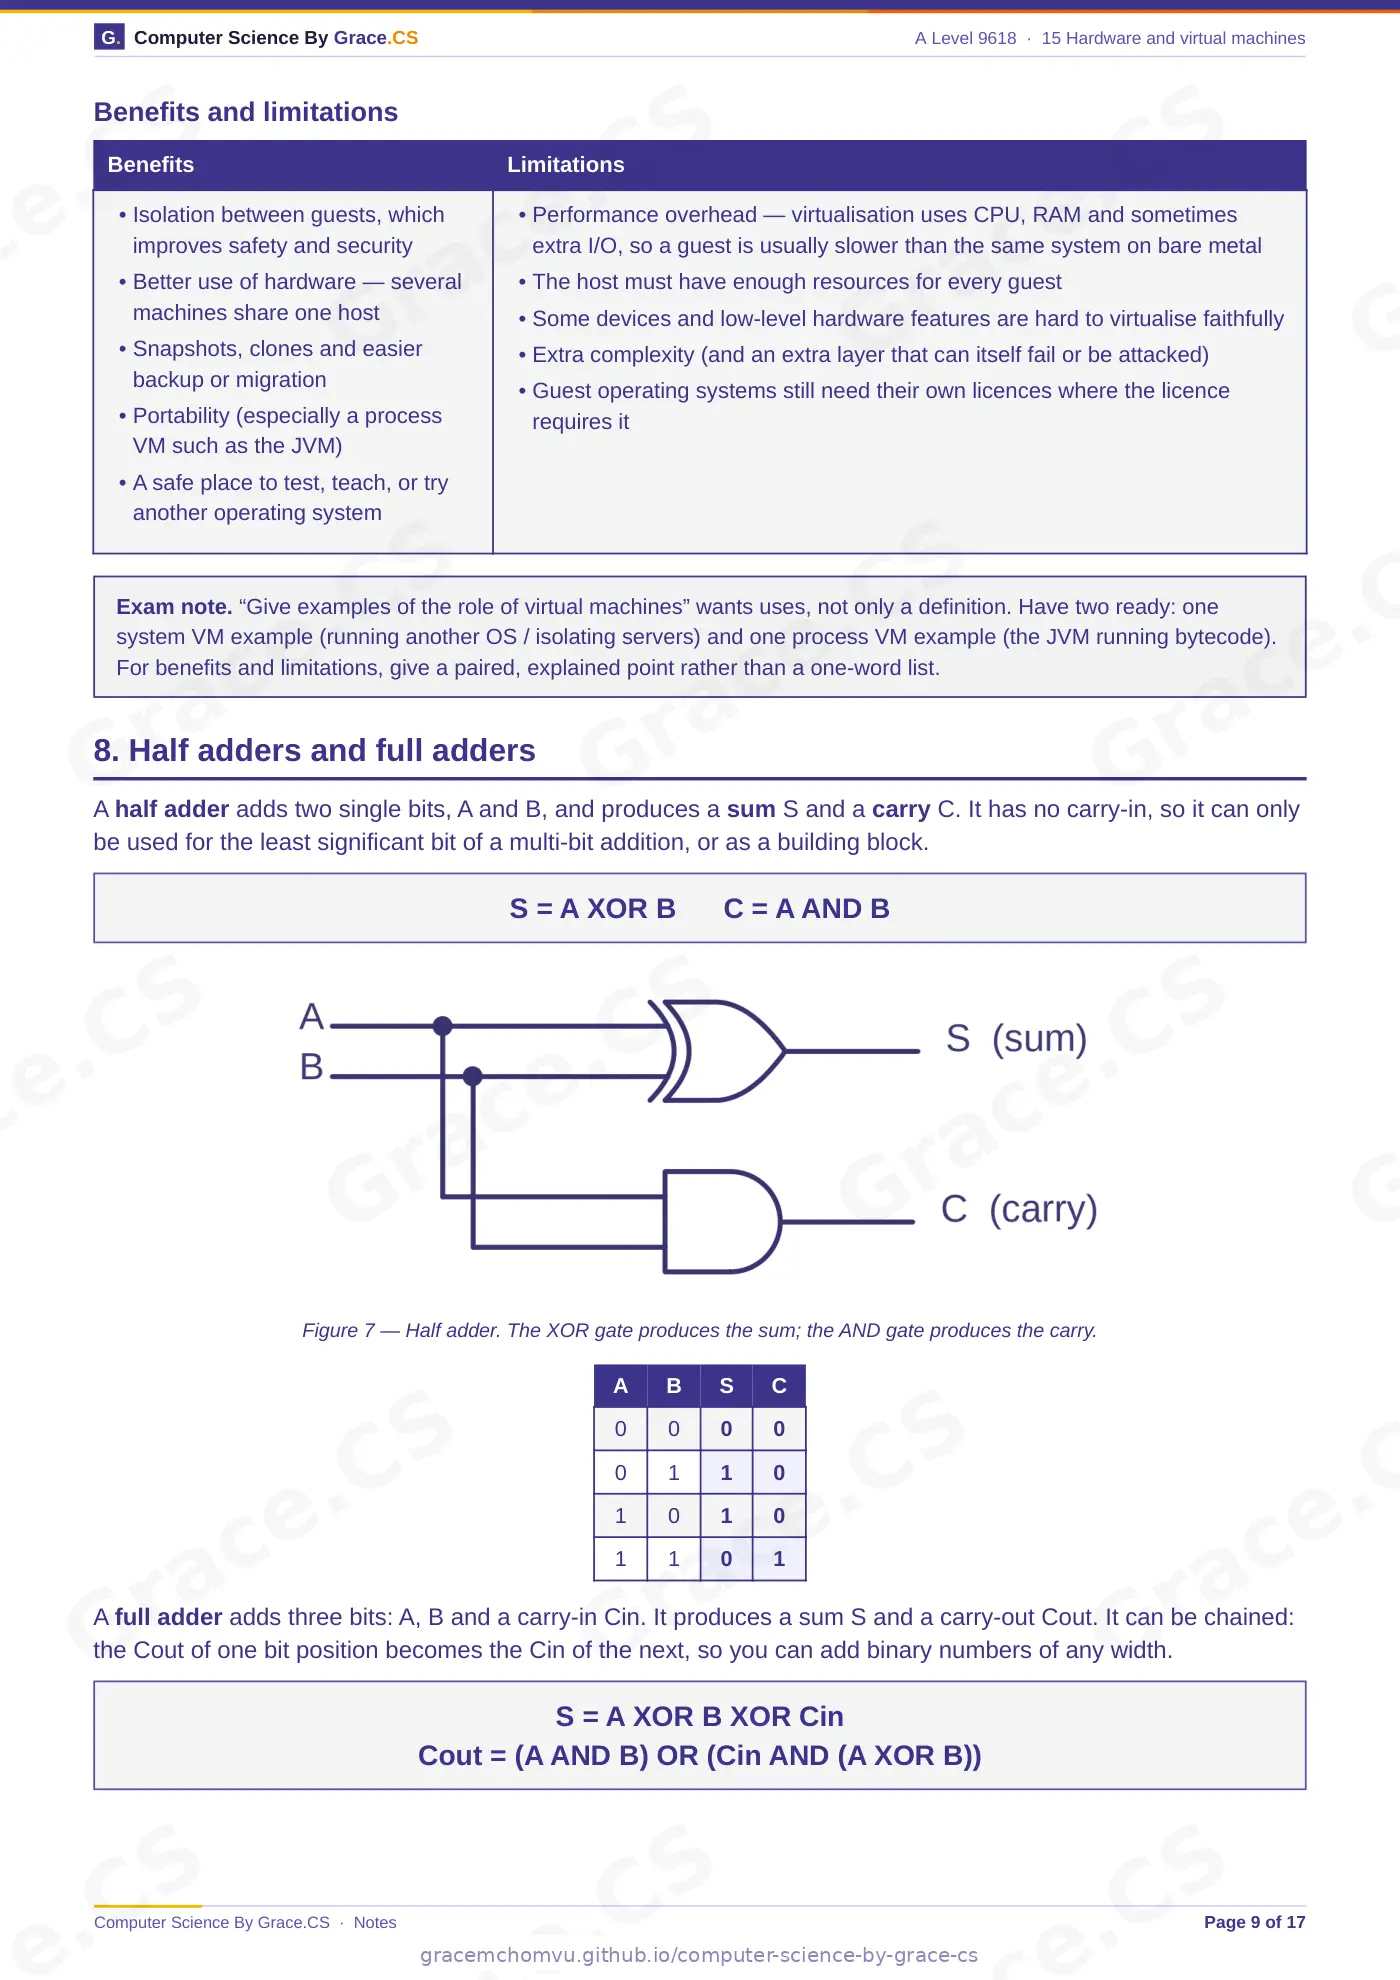 G. Computer Science By Grace.CS
A Level 9618 · 15 Hardware and virtual machines
Benefits and limitations
Benefits
Limitations
• Isolation between guests, which
improves safety and security
• Better use of hardware — several
machines share one host
• Snapshots, clones and easier
backup or migration
• Portability (especially a process
VM such as the JVM)
• A safe place to test, teach, or try
another operating system
• Performance overhead — virtualisation uses CPU, RAM and sometimes
extra I/O, so a guest is usually slower than the same system on bare metal
• The host must have enough resources for every guest
• Some devices and low-level hardware features are hard to virtualise faithfully
• Extra complexity (and an extra layer that can itself fail or be attacked)
• Guest operating systems still need their own licences where the licence
requires it
Exam note. “Give examples of the role of virtual machines” wants uses, not only a definition. Have two ready: one
system VM example (running another OS / isolating servers) and one process VM example (the JVM running bytecode).
For benefits and limitations, give a paired, explained point rather than a one-word list.
8. Half adders and full adders
A half adder adds two single bits, A and B, and produces a sum S and a carry C. It has no carry-in, so it can only
be used for the least significant bit of a multi-bit addition, or as a building block.
S = A XOR B C = A AND B
A
B
S (sum)
C (carry)
Figure 7 — Half adder. The XOR gate produces the sum; the AND gate produces the carry.
A B S C
0 0 0 0
0 1 1 0
1 0 1 0
1 1 0 1
A full adder adds three bits: A, B and a carry-in Cin. It produces a sum S and a carry-out Cout. It can be chained:
the Cout of one bit position becomes the Cin of the next, so you can add binary numbers of any width.
S = A XOR B XOR Cin
Cout = (A AND B) OR (Cin AND (A XOR B))
Computer Science By Grace.CS · Notes
Page 9 of 17
gracemchomvu.github.io/computer-science-by-grace-cs